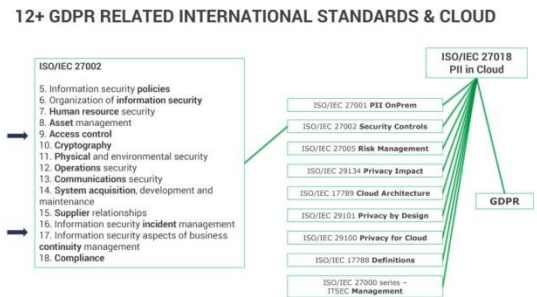 12+ GDPR RELATED INTERNATIONAL STANDARDS & CLOUD
ISO/IEC 27018
PII in Cloud
ISO/IEC 27002
5. Information security policies
6. Organization of information security
7. Human resource security
8. Asset management
9. Access control
10. Cryptography
11. Physical and environmental security
12. Operations security
13. Communications security
14. System acquisition, development and
maintenance
15. Supplier relationships
16. Information security incident management
17. Information security aspects of business
continuity management
18. Compliance
ISO/IEC 27001 PII OnPrem
ISO/IEC 27002 Security Controls
ISO/IEC 27005 Risk Management
ISO/IEC 29134 Privacy Impact
ISO/IEC 17789 Cloud Architecture
ISO/IEC 29101 Privacy by Design
ISO/IEC 29100 Privacy for Cloud
ISO/IEC 17788 Definitions
ISO/IEC 27000 series –
ITSEC Management
GDPR